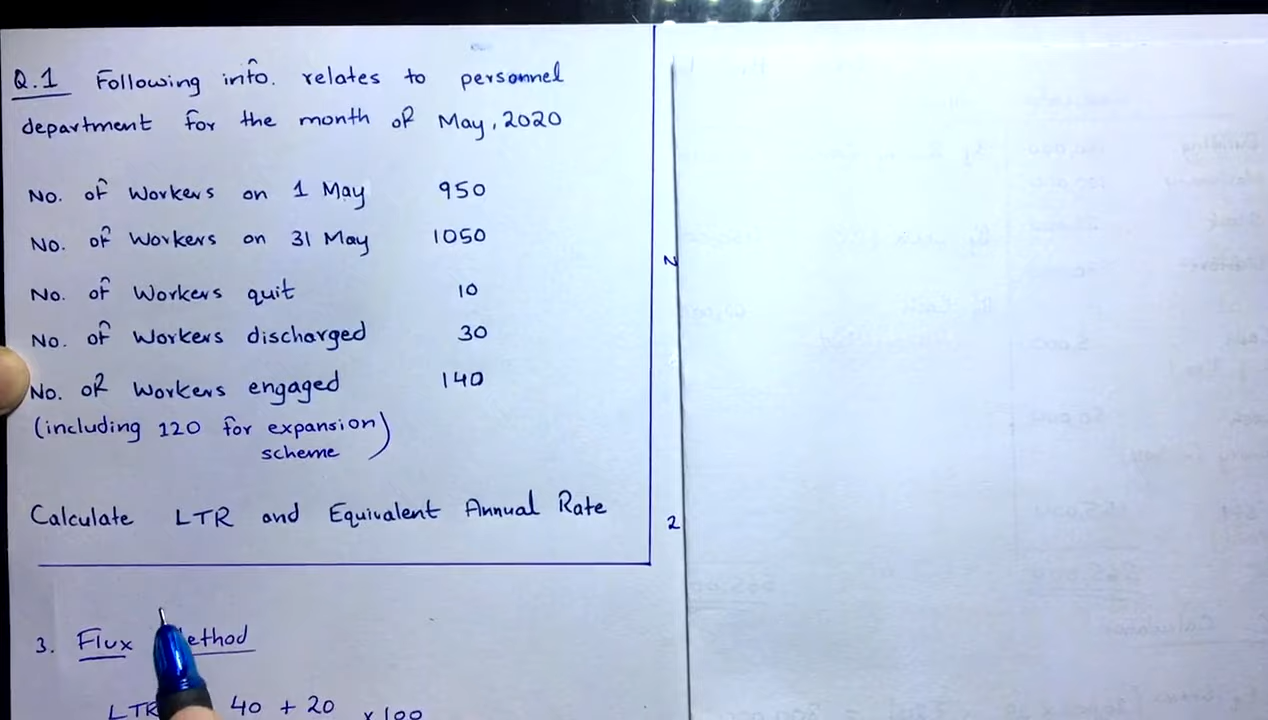 Q.1 Following info. relates to personnel
department for the month of May, 2020
No. of Workers on 1 May 950
No. of Workers on 31 May 1050
No. of Workers quit 10
No. of Workers discharged 30
No. of Workers engaged 140
(including 120 for expansion
scheme)
Calculate LTR and Equivalent Annual Rate
3. Flux
LTR 40 + 20 x 100
2